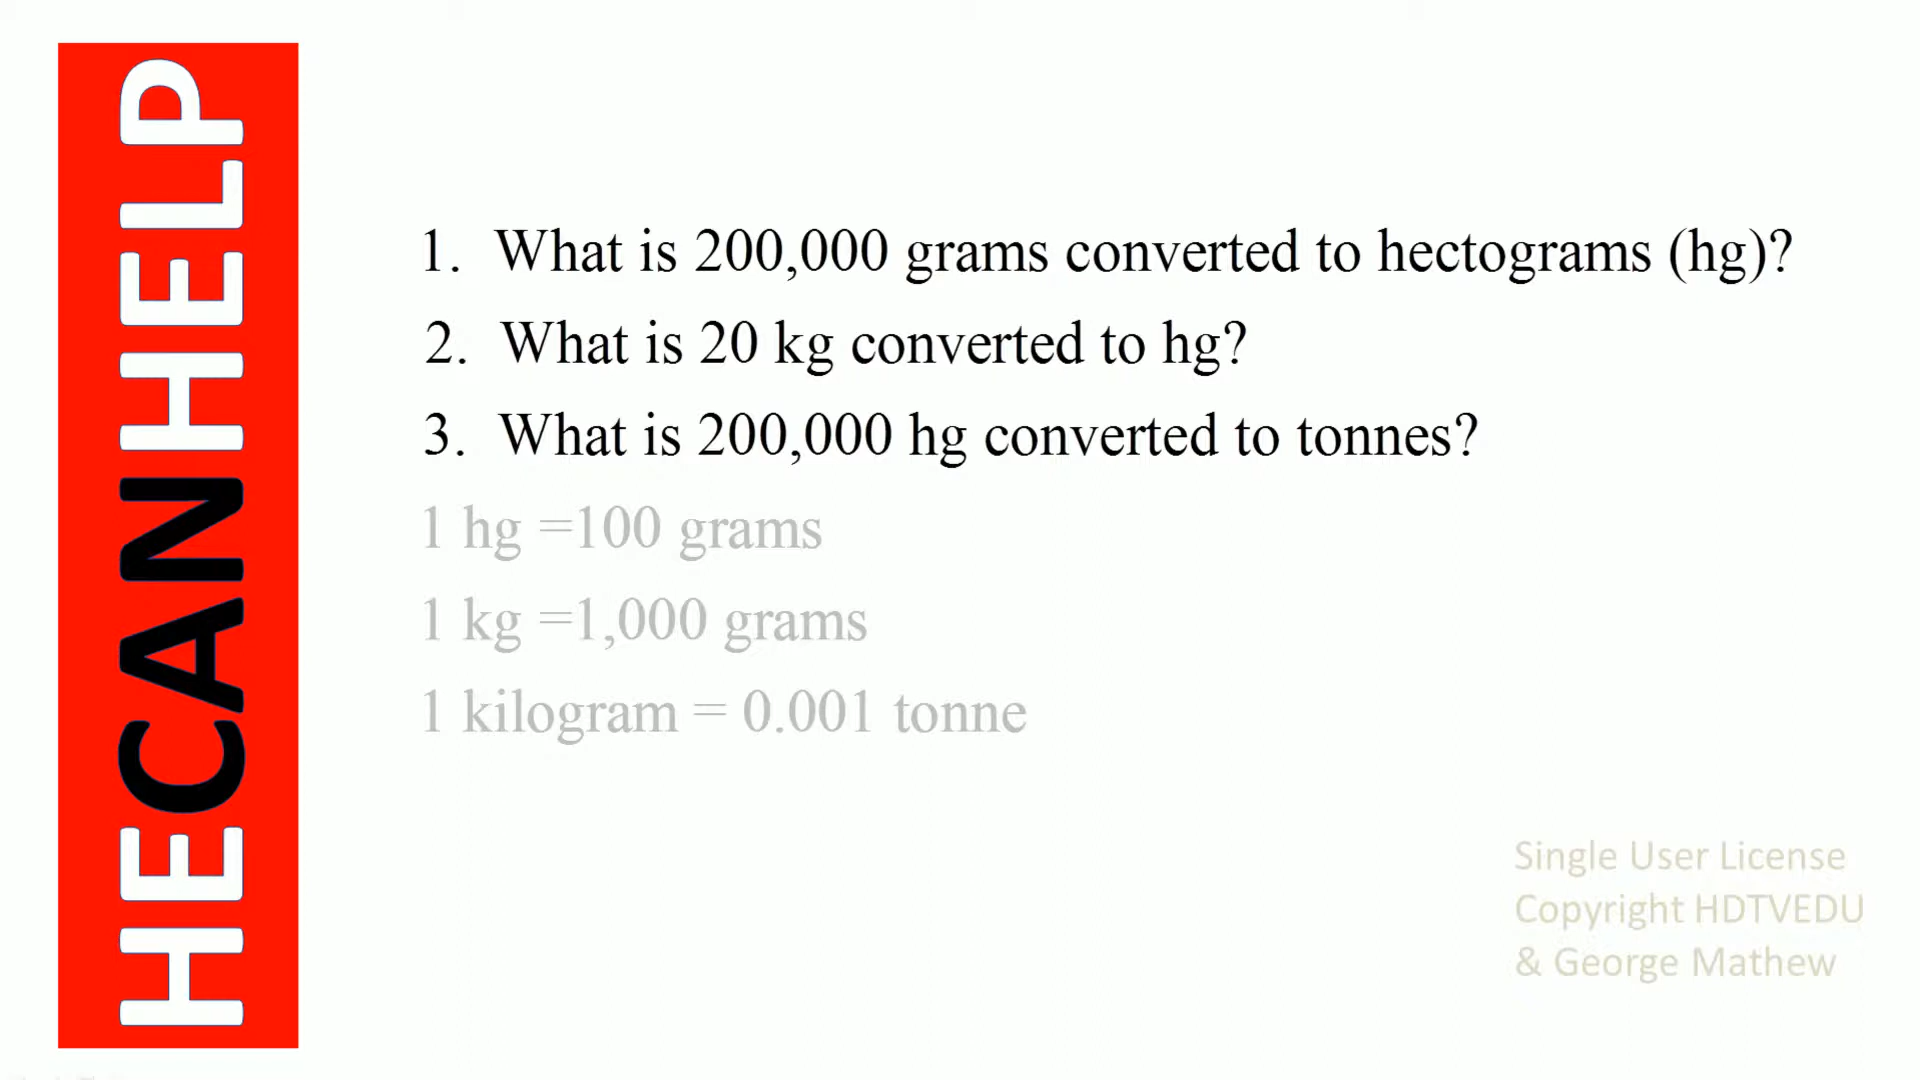 HECANHELP
1. What is 200,000 grams converted to hectograms (hg)?
2. What is 20 kg converted to hg?
3. What is 200,000 hg converted to tonnes?
1 hg =100 grams
1 kg =1,000 grams
1 kilogram = 0.001 tonne
Single User License
Copyright HDTVEDU
& George Mathew